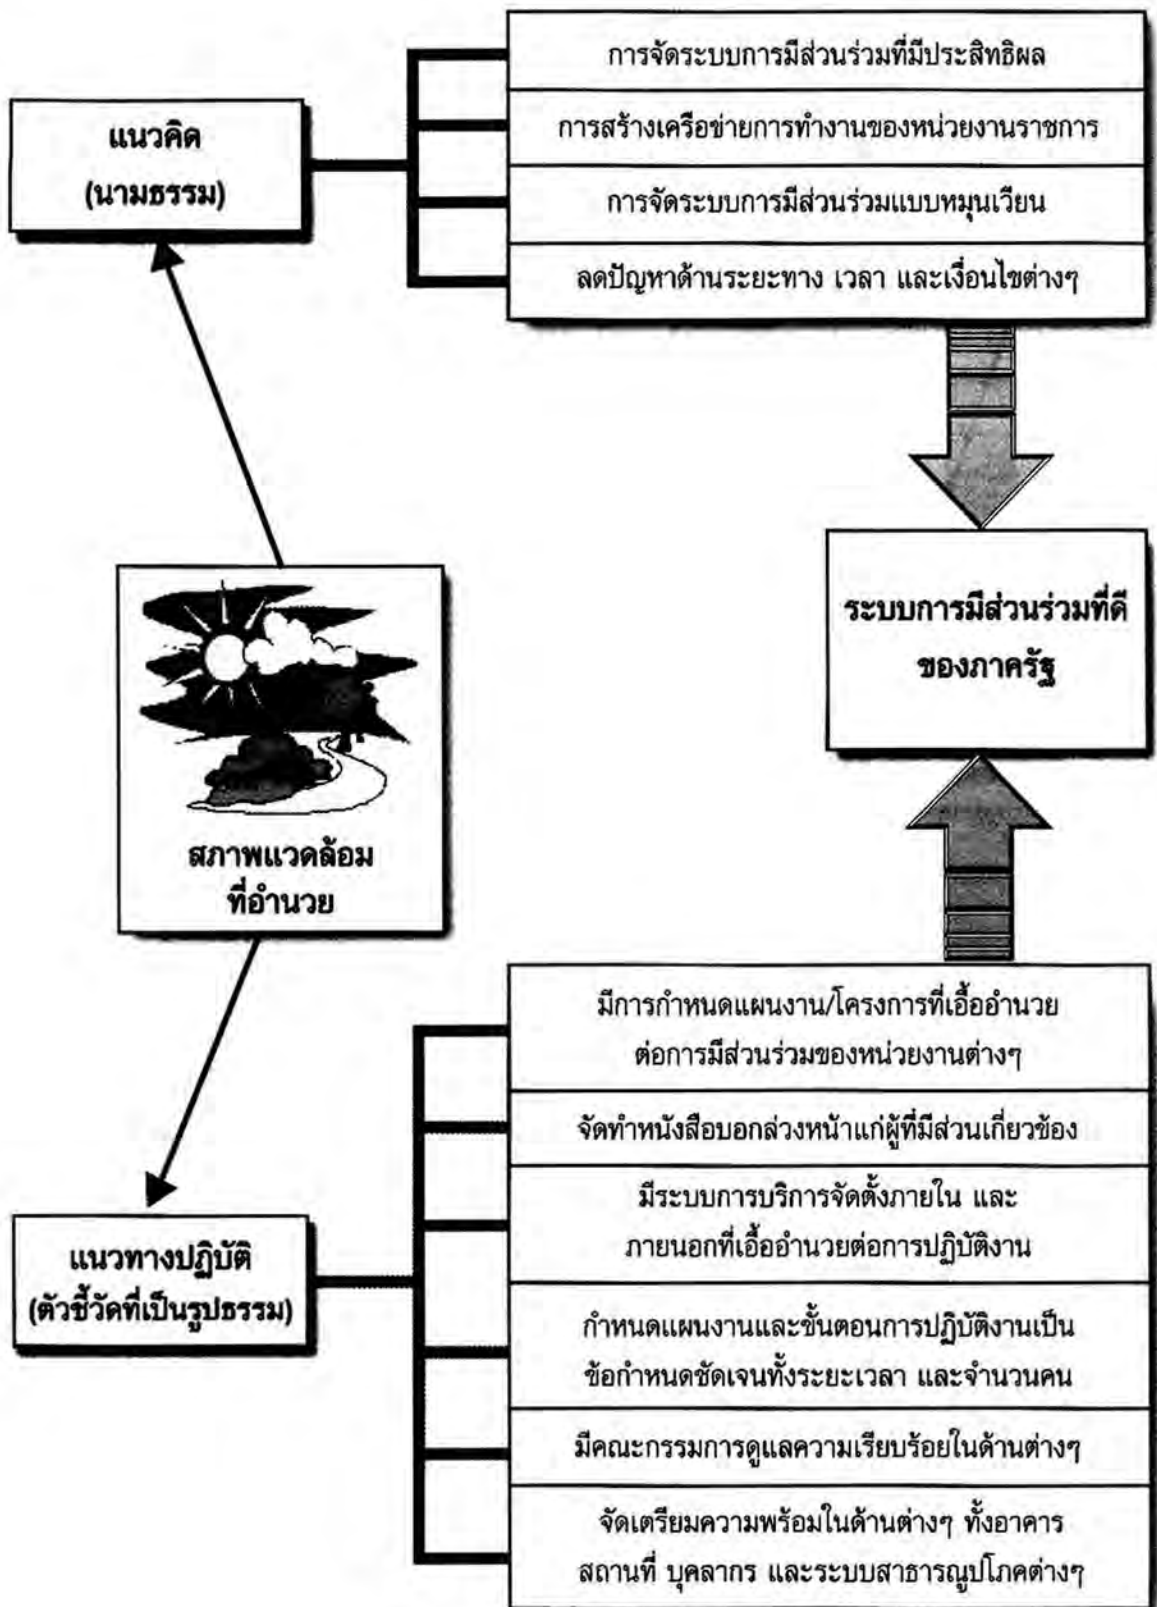 แนวคิด
(นามธรรม)
การจัดระบบการมีส่วนร่วมที่มีประสิทธิผล
การสร้างเครือข่ายการทำงานของหน่วยงานราชการ
การจัดระบบการมีส่วนร่วมแบบหมุนเวียน
ลดปัญหาด้านระยะทาง เวลา และเงื่อนไขต่างๆ
สภาพแวดล้อม
ที่อำนวย
ระบบการมีส่วนร่วมที่ดี
ของภาครัฐ
แนวทางปฏิบัติ
(ตัวชี้วัดที่เป็นรูปธรรม)
มีการกำหนดแผนงาน/โครงการที่เอื้ออำนวย
ต่อการมีส่วนร่วมของหน่วยงานต่างๆ
จัดทำหนังสือบอกล่วงหน้าแก่ผู้ที่มีส่วนเกี่ยวข้อง
มีระบบการบริการจัดตั้งภายใน และ
ภายนอกที่เอื้ออำนวยต่อการปฏิบัติงาน
กำหนดแผนงานและขั้นตอนการปฏิบัติงานเป็น
ข้อกำหนดชัดเจนทั้งระยะเวลา และจำนวนคน
มีคณะกรรมการดูแลความเรียบร้อยในด้านต่างๆ
จัดเตรียมความพร้อมในด้านต่างๆ ทั้งอาคาร
สถานที่ บุคลากร และระบบสาธารณูปโภคต่างๆ